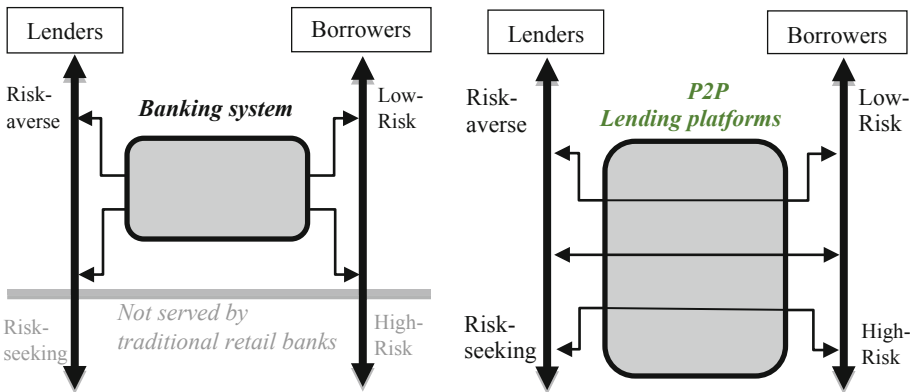 Lenders
Borrowers
Risk-
averse
Banking system
Low-
Risk
Not served by
traditional retail banks
Risk-
seeking
High-
Risk
Lenders
Borrowers
Risk-
averse
P2P
Lending platforms
Low-
Risk
Risk-
seeking
High-
Risk